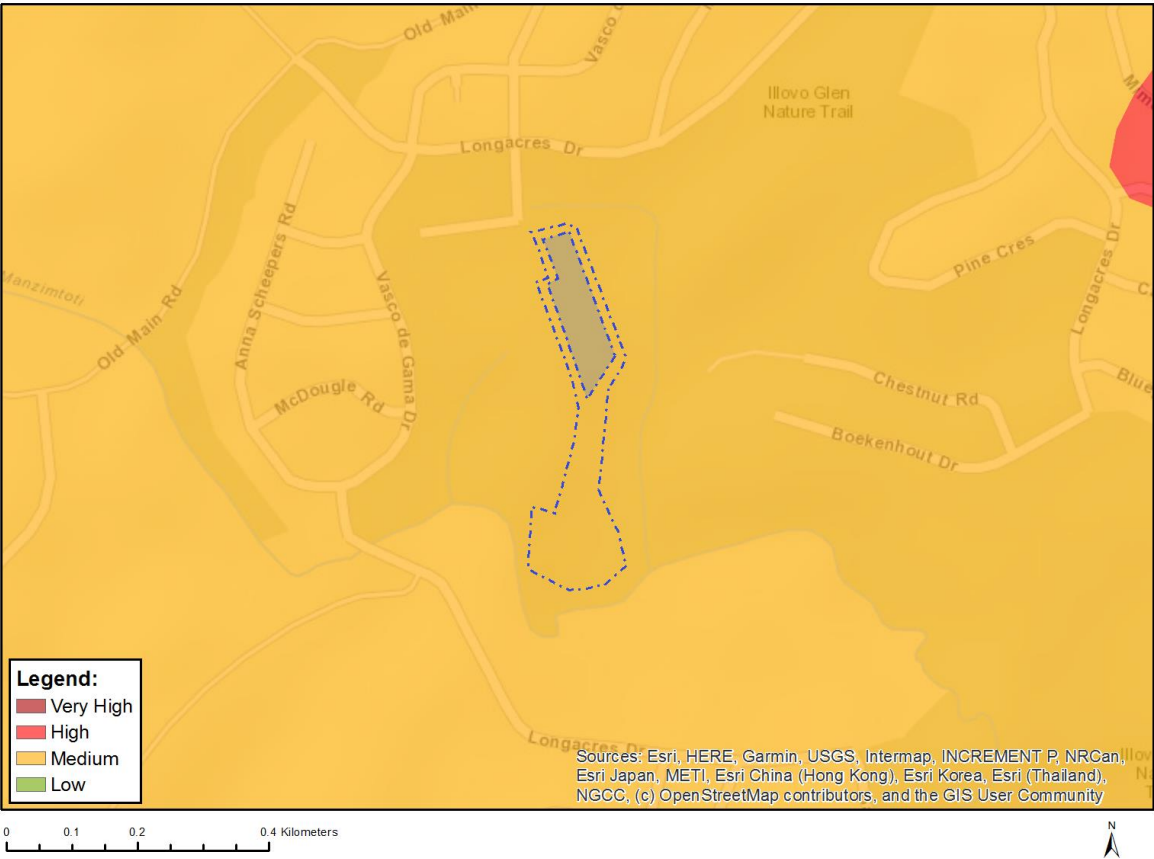 Old Main
Vasco
Illovo Glen
Nature Trail
Longacres Dr
Anna Scheepers Rd
Pine Cres
Longacres Dr
Manzimtoti
Old Main Rd
Vasco de Gama Dr
McDougle Rd
Chestnut Rd
Blue
Boekenhout Dr
Legend:
Very High
High
Medium
Low
Longacres Dr
Sources: Esri, HERE, Garmin, USGS, Intermap, INCREMENT P, NRCan,
Esri Japan, METI, Esri China (Hong Kong), Esri Korea, Esri (Thailand),
NGCC, (c) OpenStreetMap contributors, and the GIS User Community
0 0.1 0.2 0.4 Kilometers
N